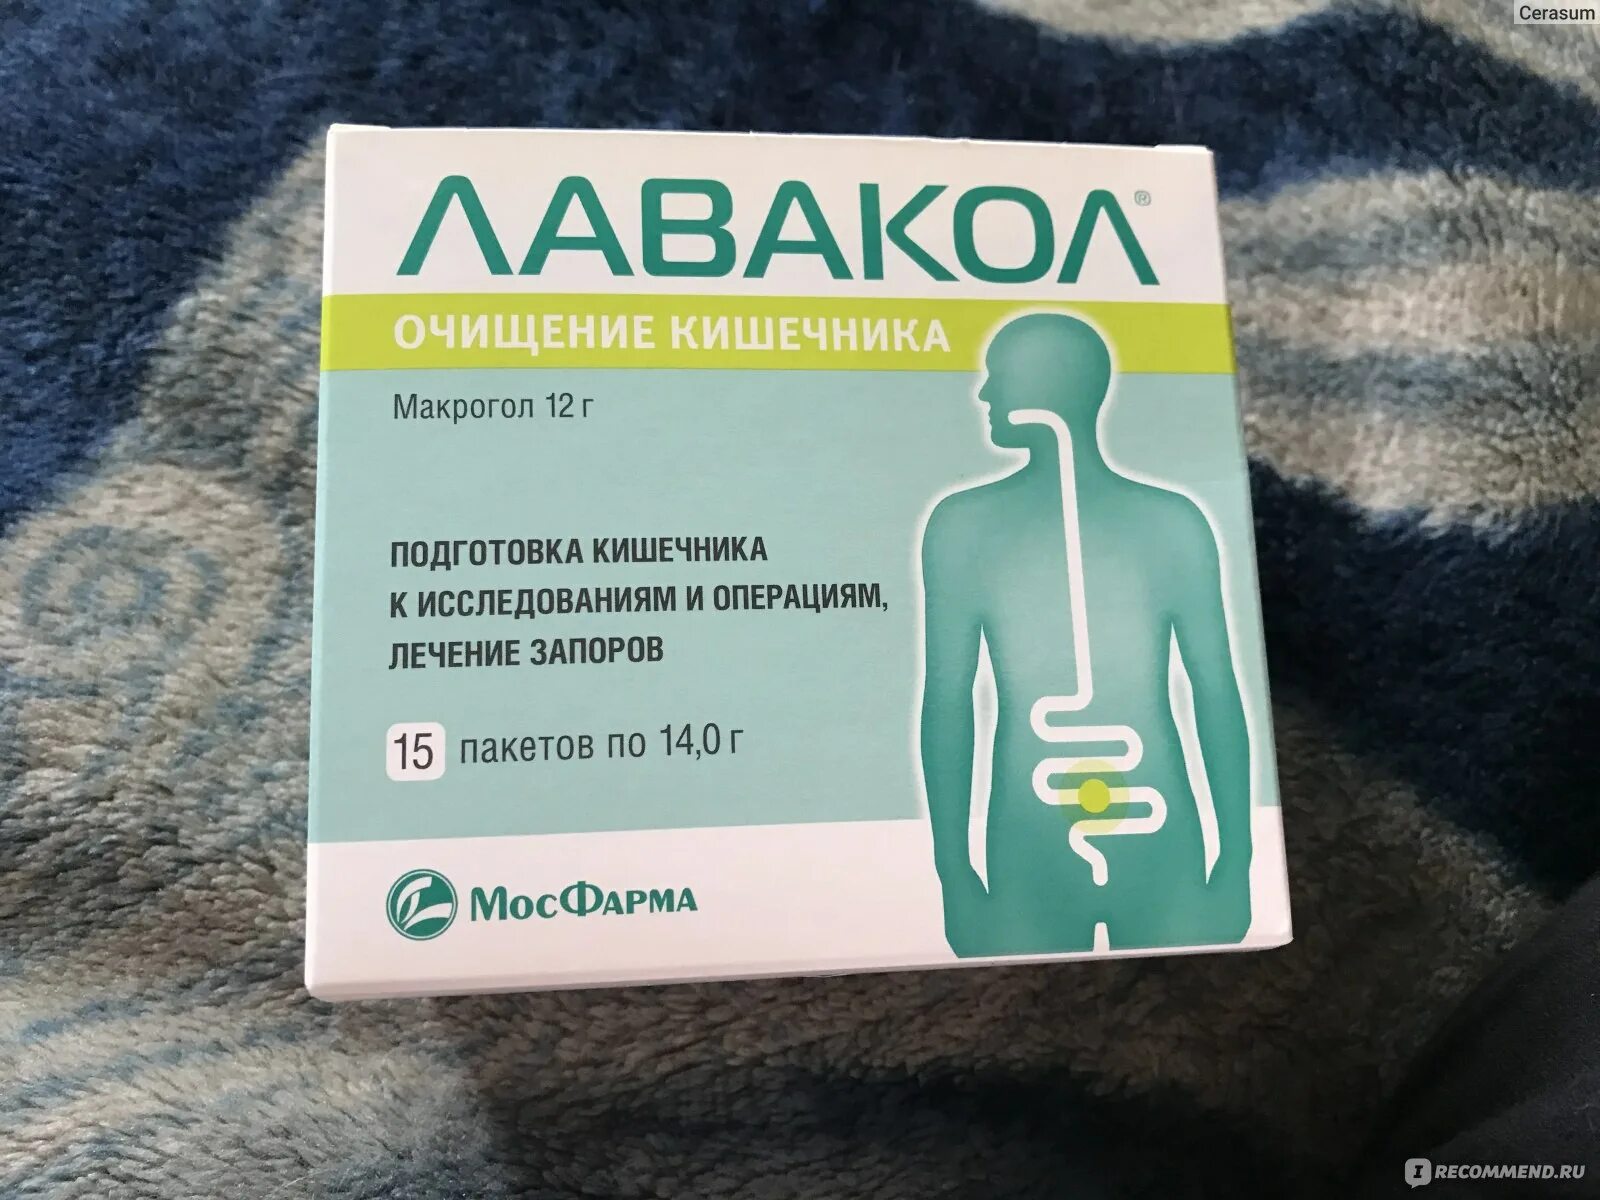 Cerasum
ЛАВАКОЛ®
ОЧИЩЕНИЕ КИШЕЧНИКА
Макрогол 12 г
ПОДГОТОВКА КИШЕЧНИКА
К ИССЛЕДОВАНИЯМ И ОПЕРАЦИЯМ,
ЛЕЧЕНИЕ ЗАПОРОВ
15 пакетов по 14,0 г
МосФарма
IRECOMMEND.RU